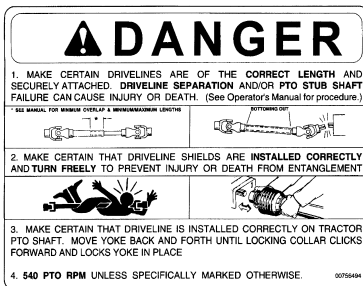 DANGER
1. MAKE CERTAIN DRIVELINES ARE OF THE CORRECT LENGTH AND
SECURELY ATTACHED. DRIVELINE SEPARATION AND/OR PTO STUB SHAFT
FAILURE CAN CAUSE INJURY OR DEATH. (See Operator's Manual for procedure.)
* SEE MANUAL FOR MINIMUM OVERLAP & MINIMUM/MAXIMUM LENGTHS
BOTTOMING OUT
*
2. MAKE CERTAIN THAT DRIVELINE SHIELDS ARE INSTALLED CORRECTLY
AND TURN FREELY TO PREVENT INJURY OR DEATH FROM ENTANGLEMENT
3. MAKE CERTAIN THAT DRIVELINE IS INSTALLED CORRECTLY ON TRACTOR
PTO SHAFT. MOVE YOKE BACK AND FORTH UNTIL LOCKING COLLAR CLICKS
FORWARD AND LOCKS YOKE IN PLACE
4. 540 PTO RPM UNLESS SPECIFICALLY MARKED OTHERWISE. 00756494